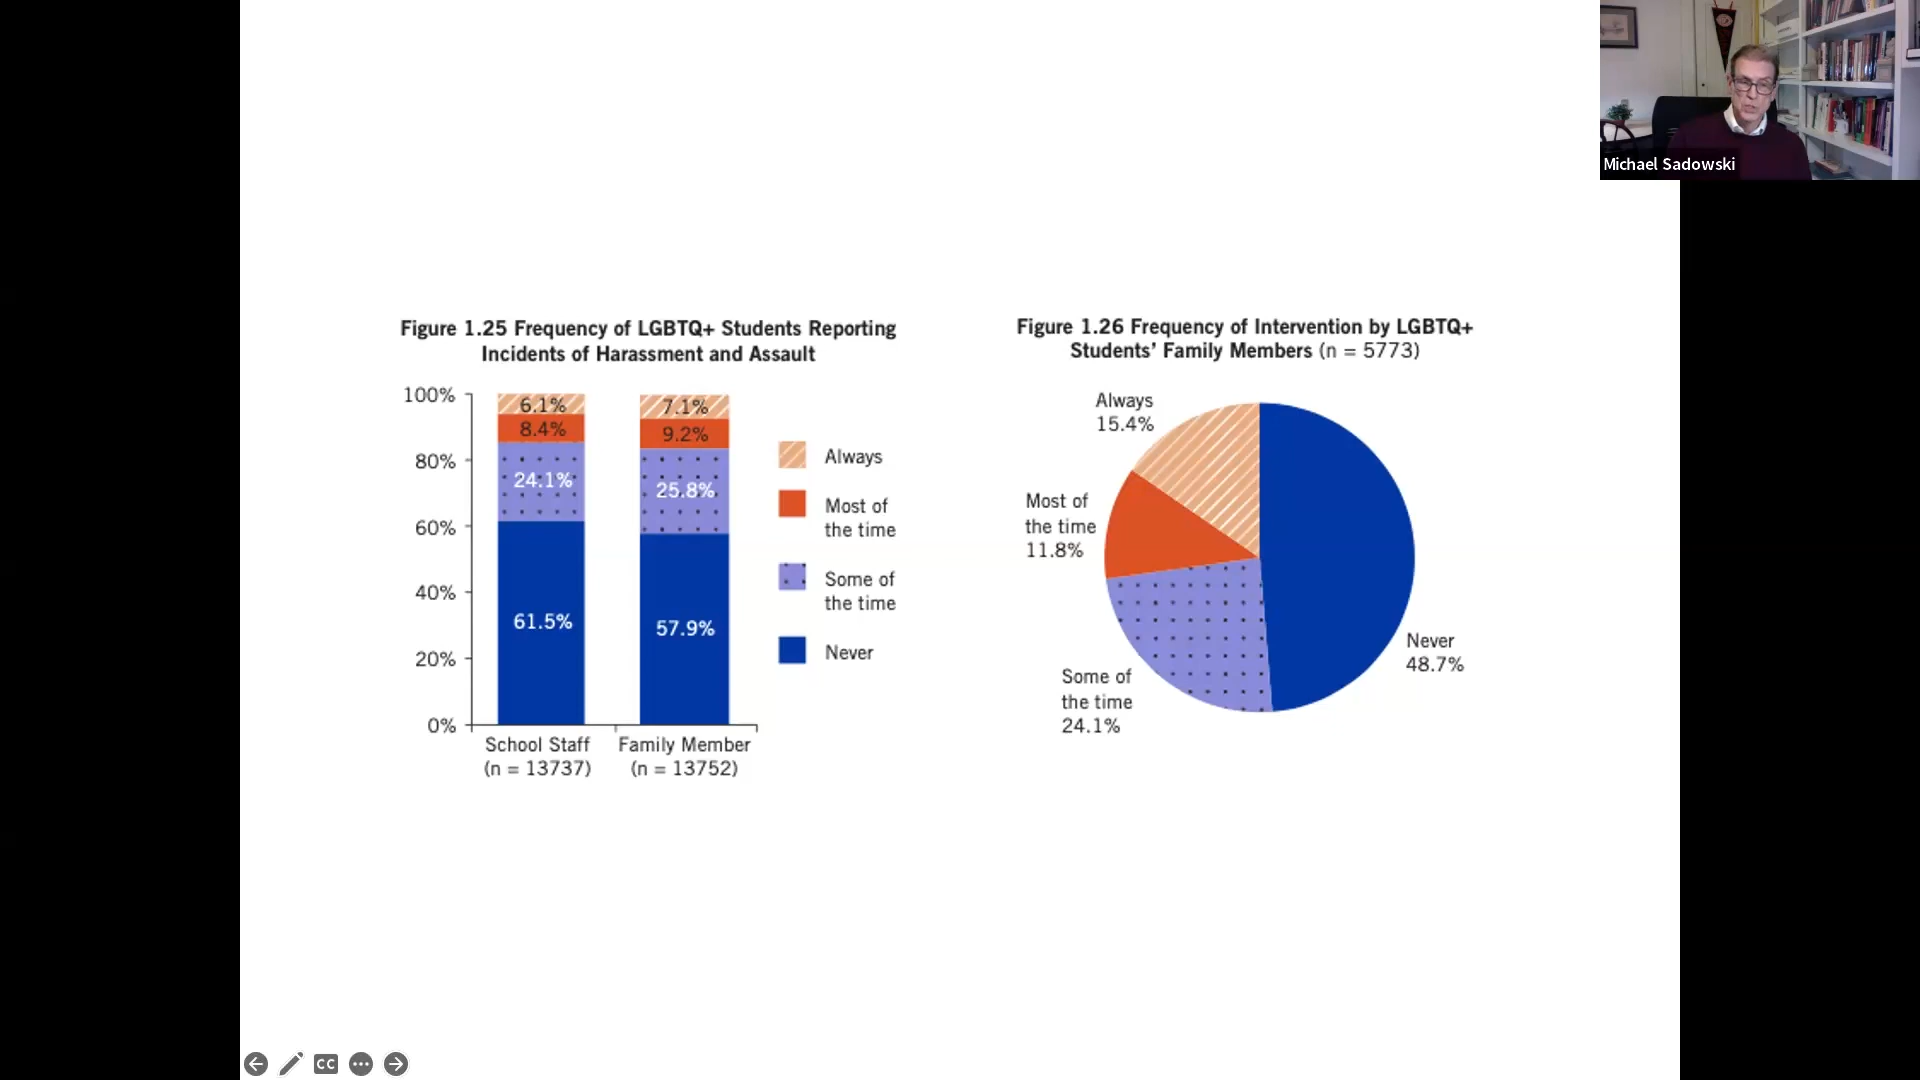 Michael Sadowski
Figure 1.25 Frequency of LGBTQ+ Students Reporting
Incidents of Harassment and Assault
100%
80%
60%
40%
20%
0%
6.1%
8.4%
24.1%
61.5%
7.1%
9.2%
25.8%
57.9%
School Staff
(n = 13737)
Family Member
(n = 13752)
Always
Most of
the time
Some of
the time
Never
Figure 1.26 Frequency of Intervention by LGBTQ+
Students’ Family Members (n = 5773)
Always
15.4%
Most of
the time
11.8%
Some of
the time
24.1%
Never
48.7%
CC